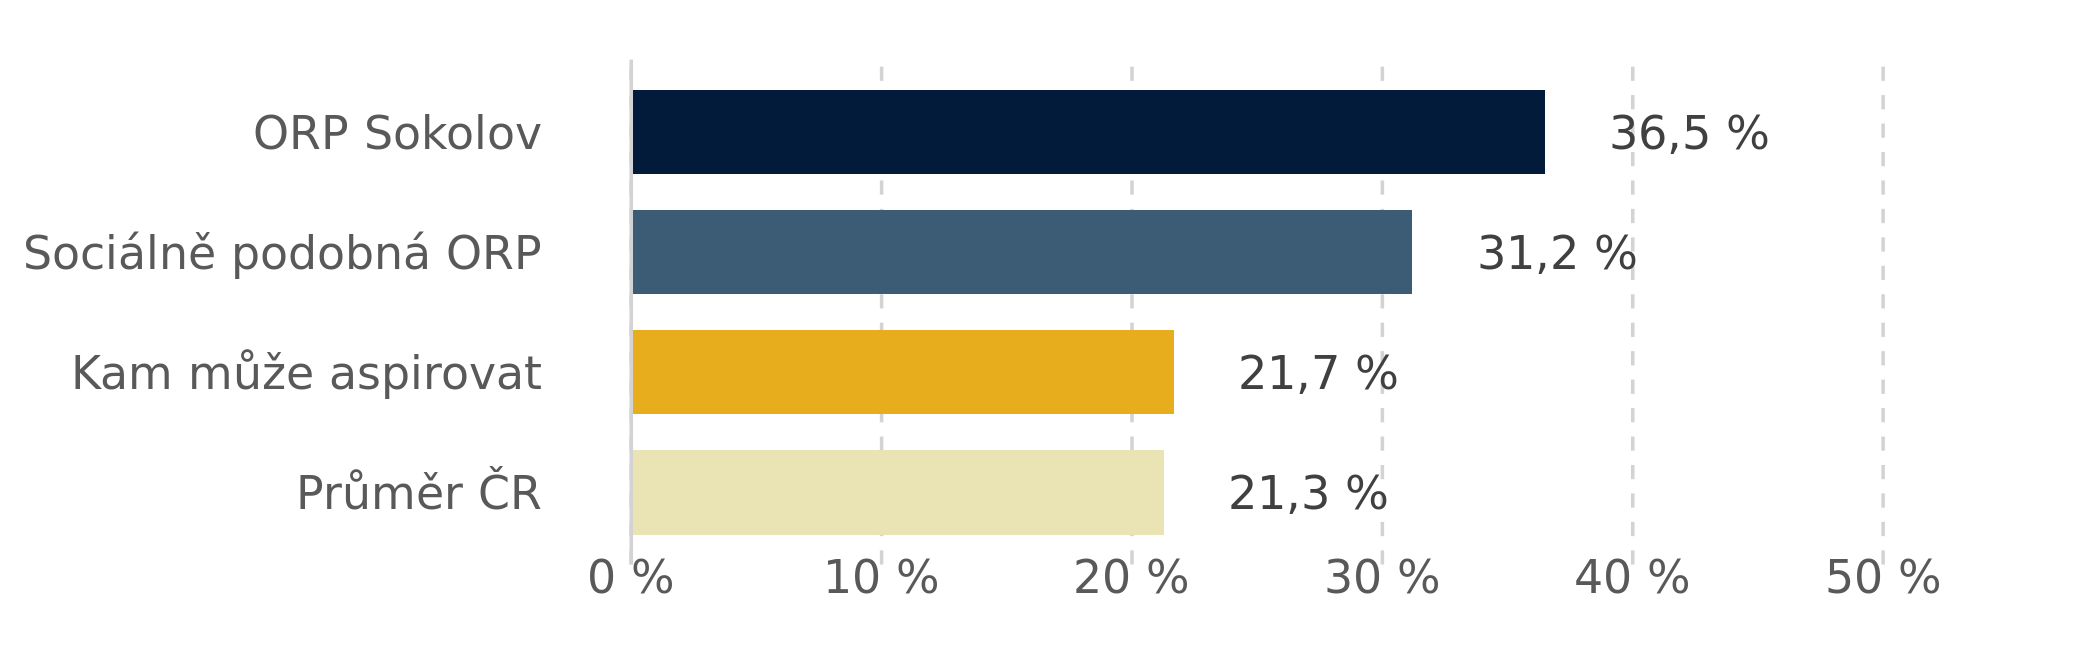 ORP Sokolov 36,5 %
Sociálně podobná ORP 31,2 %
Kam může aspirovat 21,7 %
Průměr ČR 21,3 %
0 % 10 % 20 % 30 % 40 % 50 %